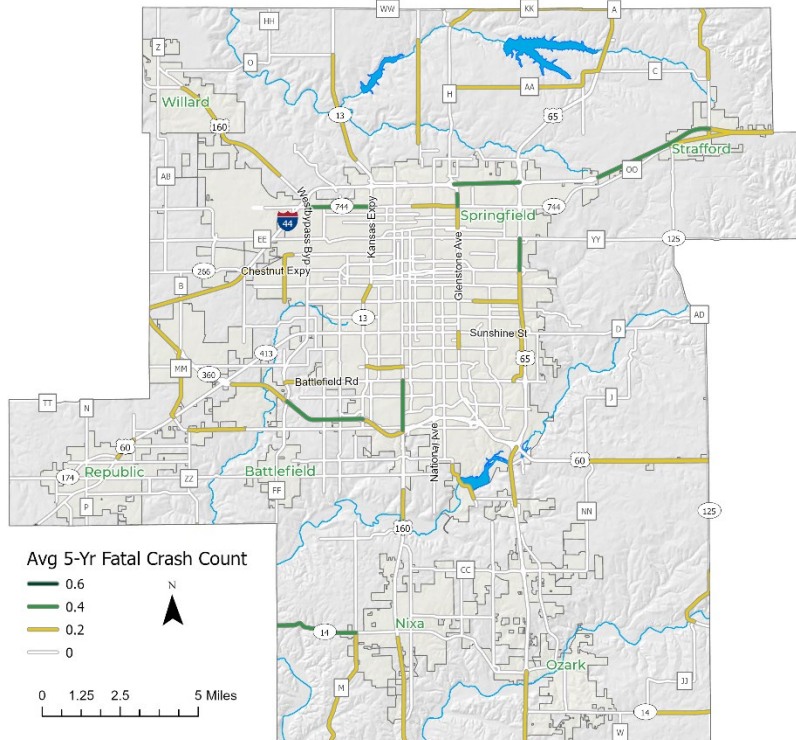 WW
KK
A
HH
Z
O
C
Willard
H
AA
13
65
160
Strafford
OO
AB
744
Springfield
744
44
Westbypass Byp
Kansas Expy
Glenstone Ave
EE
YY
125
266
Chestnut Expy
B
13
AD
Sunshine St
D
413
65
MM
360
Battlefield Rd
J
TT
N
60
National Ave
Republic
Battlefield
60
174
ZZ
FF
P
NN
125
160
Avg 5-Yr Fatal Crash Count
0.6
0.4
0.2
0
N
CC
Nixa
14
Ozark
M
JJ
0 1.25 2.5 5 Miles
14
W